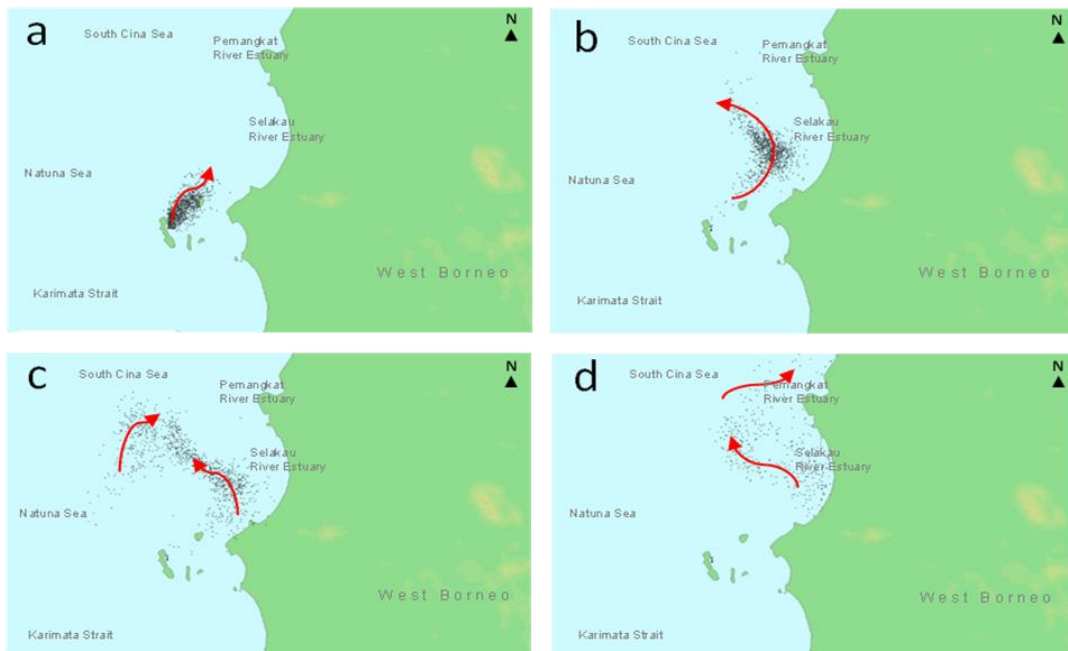 a
South Cina Sea
Pemangkat
River Estuary
N
Selakau
River Estuary
Natuna Sea
West Borneo
Karimata Strait
b
South Cina Sea
Pemangkat
River Estuary
N
Selakau
River Estuary
Natuna Sea
West Borneo
Karimata Strait
c
South Cina Sea
Pemangkat
River Estuary
N
Selakau
River Estuary
Natuna Sea
West Borneo
Karimata Strait
d
South Cina Sea
Pemangkat
River Estuary
N
Selakau
River Estuary
Natuna Sea
West Borneo
Karimata Strait